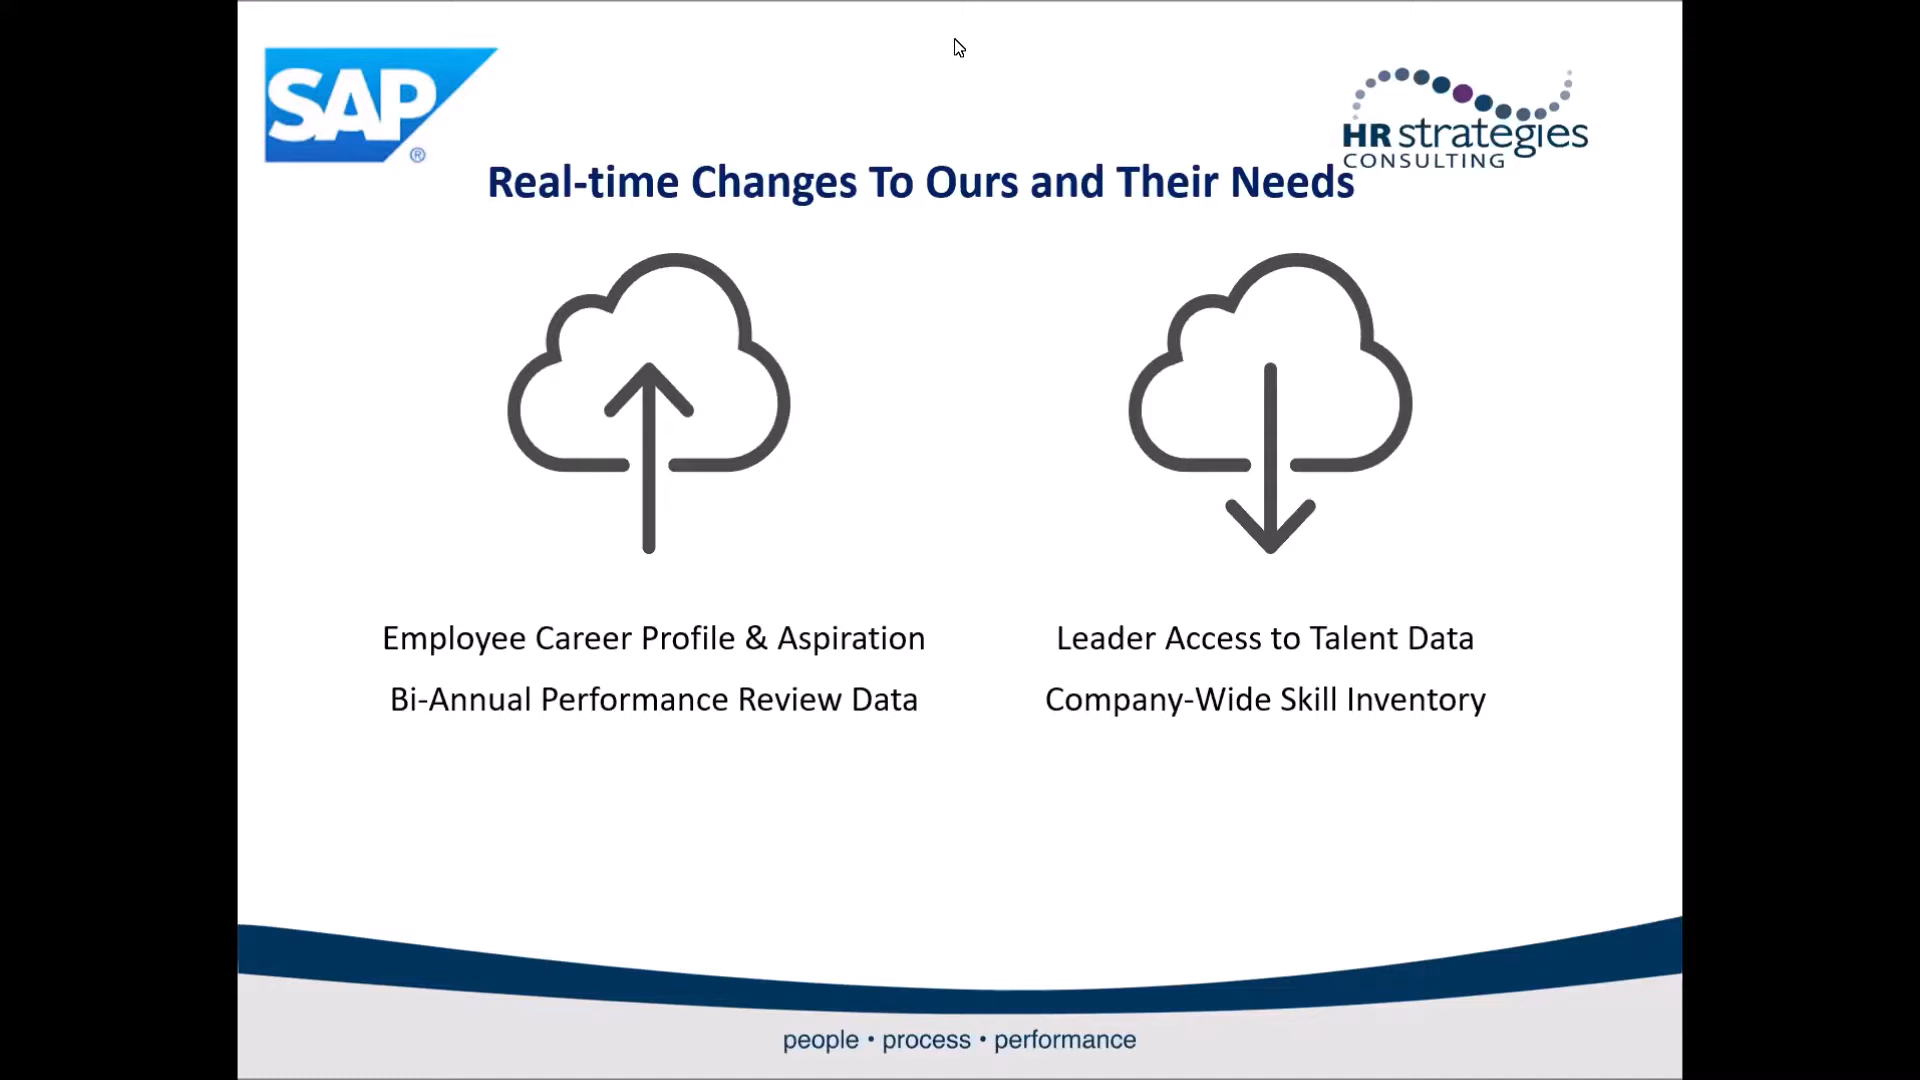 SAP
®
HR strategies
CONSULTING
Real-time Changes To Ours and Their Needs
Employee Career Profile & Aspiration
Bi-Annual Performance Review Data
Leader Access to Talent Data
Company-Wide Skill Inventory
people • process • performance